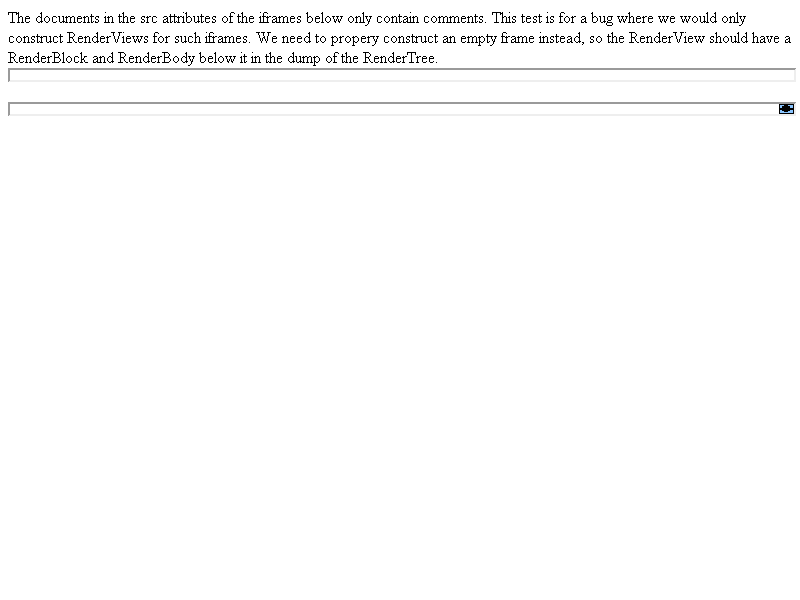 The documents in the src attributes of the iframes below only contain comments. This test is for a bug where we would only
construct RenderViews for such iframes. We need to propery construct an empty frame instead, so the RenderView should have a
RenderBlock and RenderBody below it in the dump of the RenderTree.